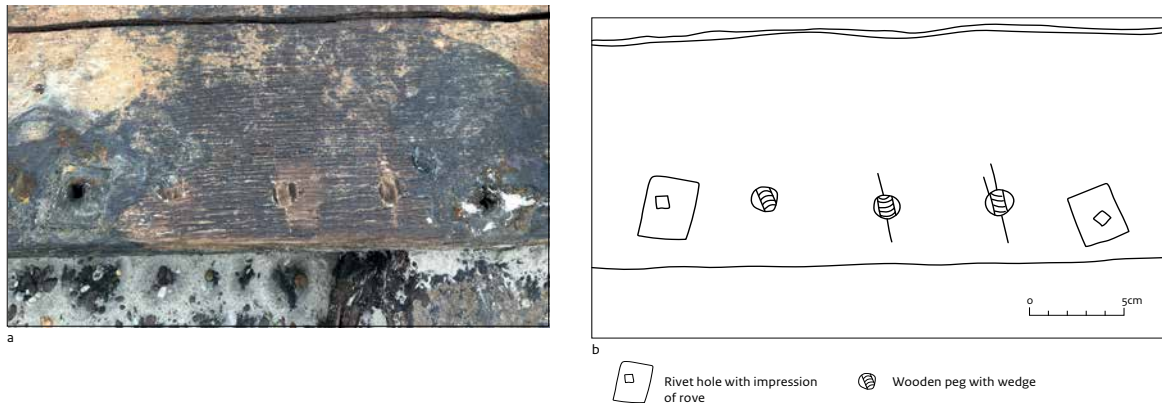 a
0 5cm
b
Rivet hole with impression
of rove
Wooden peg with wedge